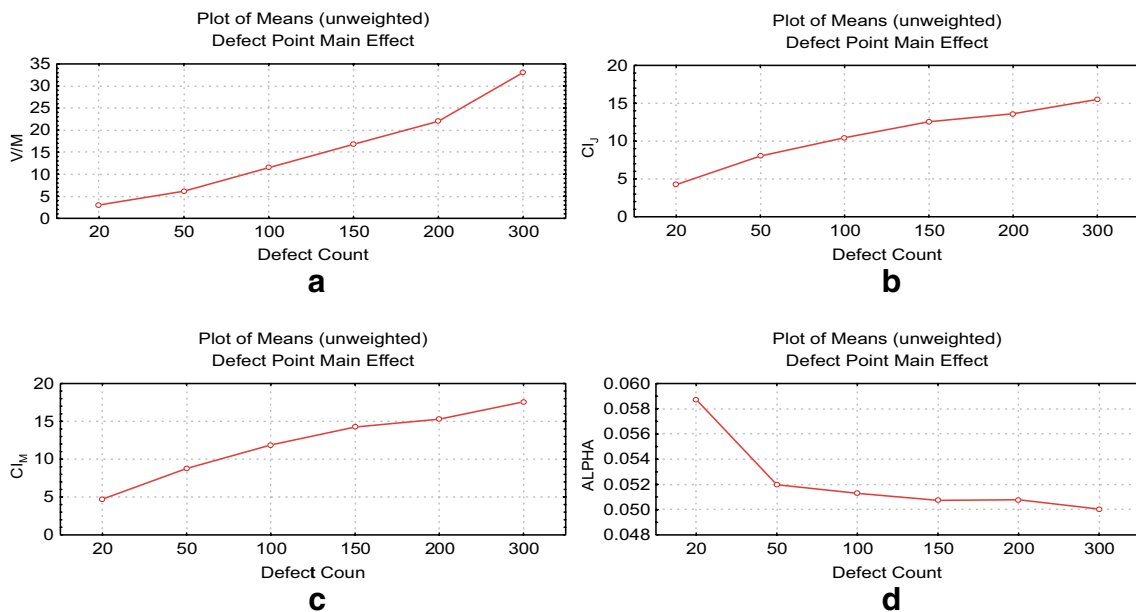 Plot of Means (unweighted)
Defect Point Main Effect
35
30
25
20
15
10
5
0
V/M
20 50 100 150 200 300
Defect Count
a
Plot of Means (unweighted)
Defect Point Main Effect
20
15
10
5
0
CI_J
20 50 100 150 200 300
Defect Count
b
Plot of Means (unweighted)
Defect Point Main Effect
20
15
10
5
0
CI_M
20 50 100 150 200 300
Defect Coun
c
Plot of Means (unweighted)
Defect Point Main Effect
0.060
0.058
0.056
0.054
0.052
0.050
0.048
ALPHA
20 50 100 150 200 300
Defect Count
d